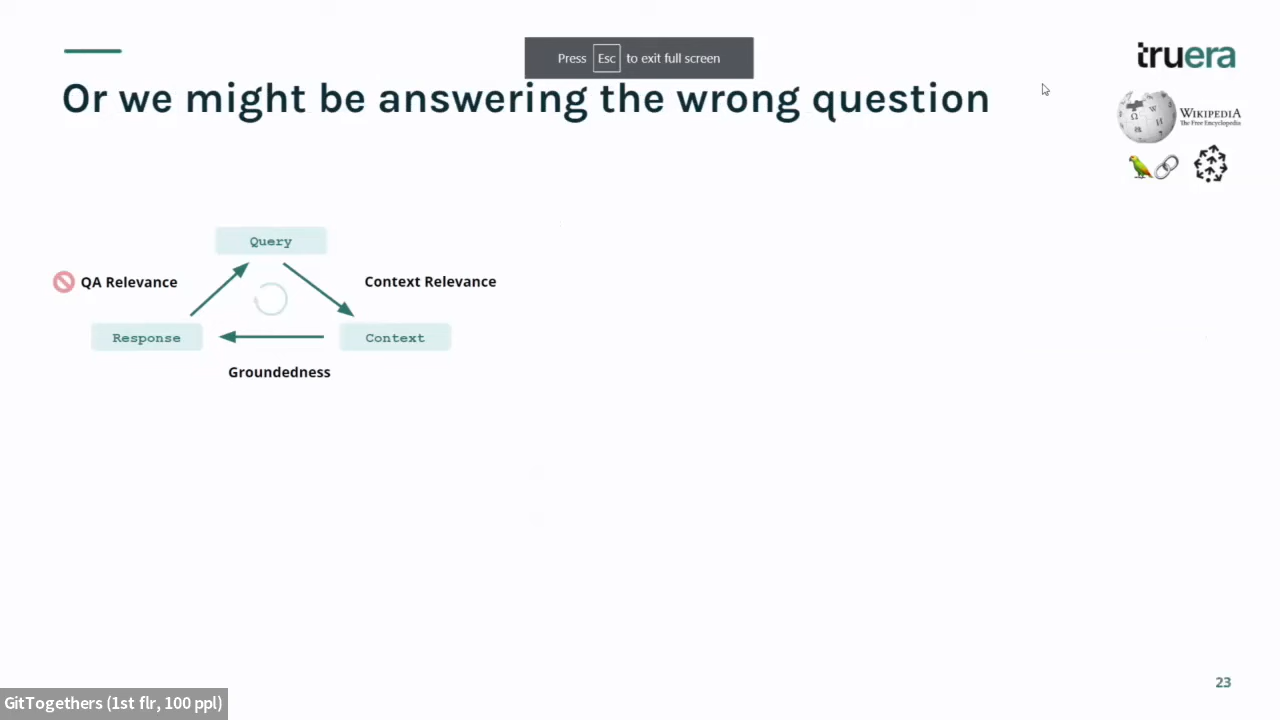 Press Esc to exit full screen
truera
Or we might be answering the wrong question
WIKIPEDIA
The Free Encyclopedia
Query
QA Relevance
Context Relevance
Response
Context
Groundedness
23
GitTogethers (1st flr, 100 ppl)